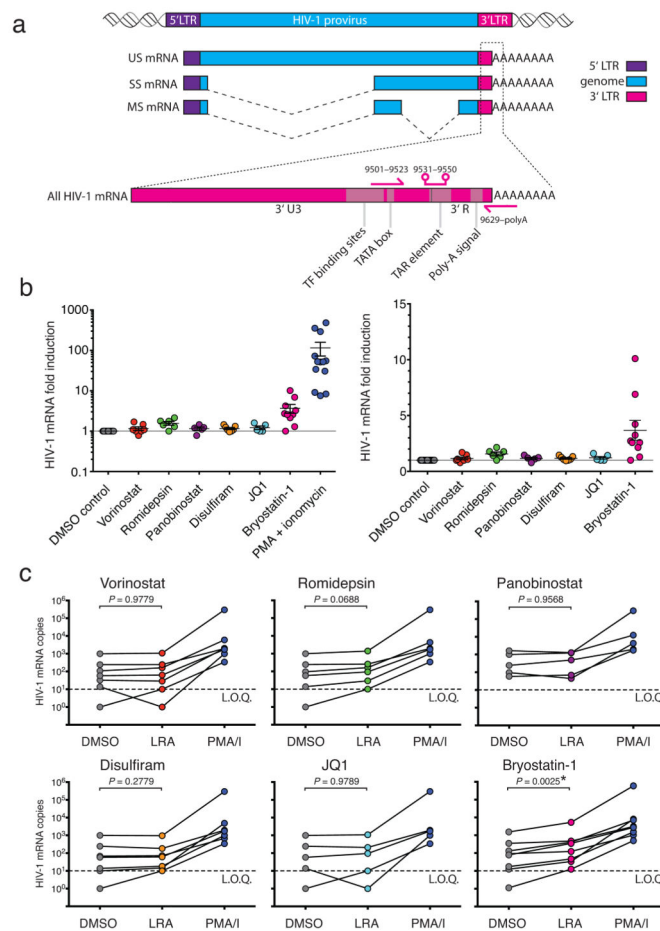 a
5'LTR HIV-1 provirus 3'LTR
US mRNA AAAAAAAA
SS mRNA AAAAAAAA
MS mRNA AAAAAAAA
5' LTR
genome
3' LTR
9501–9523 9531–9550
All HIV-1 mRNA AAAAAAAA
3' U3 3' R 9629–polyA
TF binding sites
TATA box
TAR element
Poly-A signal
b
HIV-1 mRNA fold induction
1000
100
10
1
0.1
DMSO control
Vorinostat
Romidepsin
Panobinostat
Disulfiram
JQ1
Bryostatin-1
PMA + ionomycin
HIV-1 mRNA fold induction
15
10
5
1
DMSO control
Vorinostat
Romidepsin
Panobinostat
Disulfiram
JQ1
Bryostatin-1
c
Vorinostat Romidepsin Panobinostat
P = 0.9779 P = 0.0688 P = 0.9568
HIV-1 mRNA copies
10⁶
10⁵
10⁴
10³
10²
10¹
10⁰
L.O.Q. L.O.Q. L.O.Q.
DMSO LRA PMA/I DMSO LRA PMA/I DMSO LRA PMA/I
Disulfiram JQ1 Bryostatin-1
P = 0.2779 P = 0.9789 P = 0.0025*
HIV-1 mRNA copies
10⁶
10⁵
10⁴
10³
10²
10¹
10⁰
L.O.Q. L.O.Q. L.O.Q.
DMSO LRA PMA/I DMSO LRA PMA/I DMSO LRA PMA/I